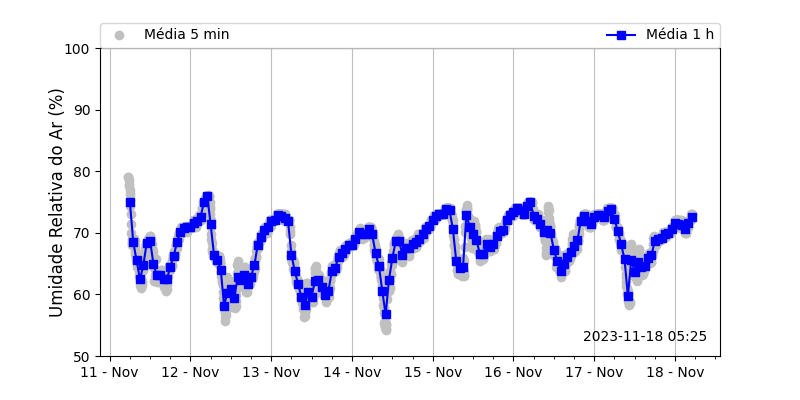 Média 5 min
Média 1 h
Umidade Relativa do Ar (%)
100
90
80
70
60
50
2023-11-18 05:25
11 - Nov
12 - Nov
13 - Nov
14 - Nov
15 - Nov
16 - Nov
17 - Nov
18 - Nov